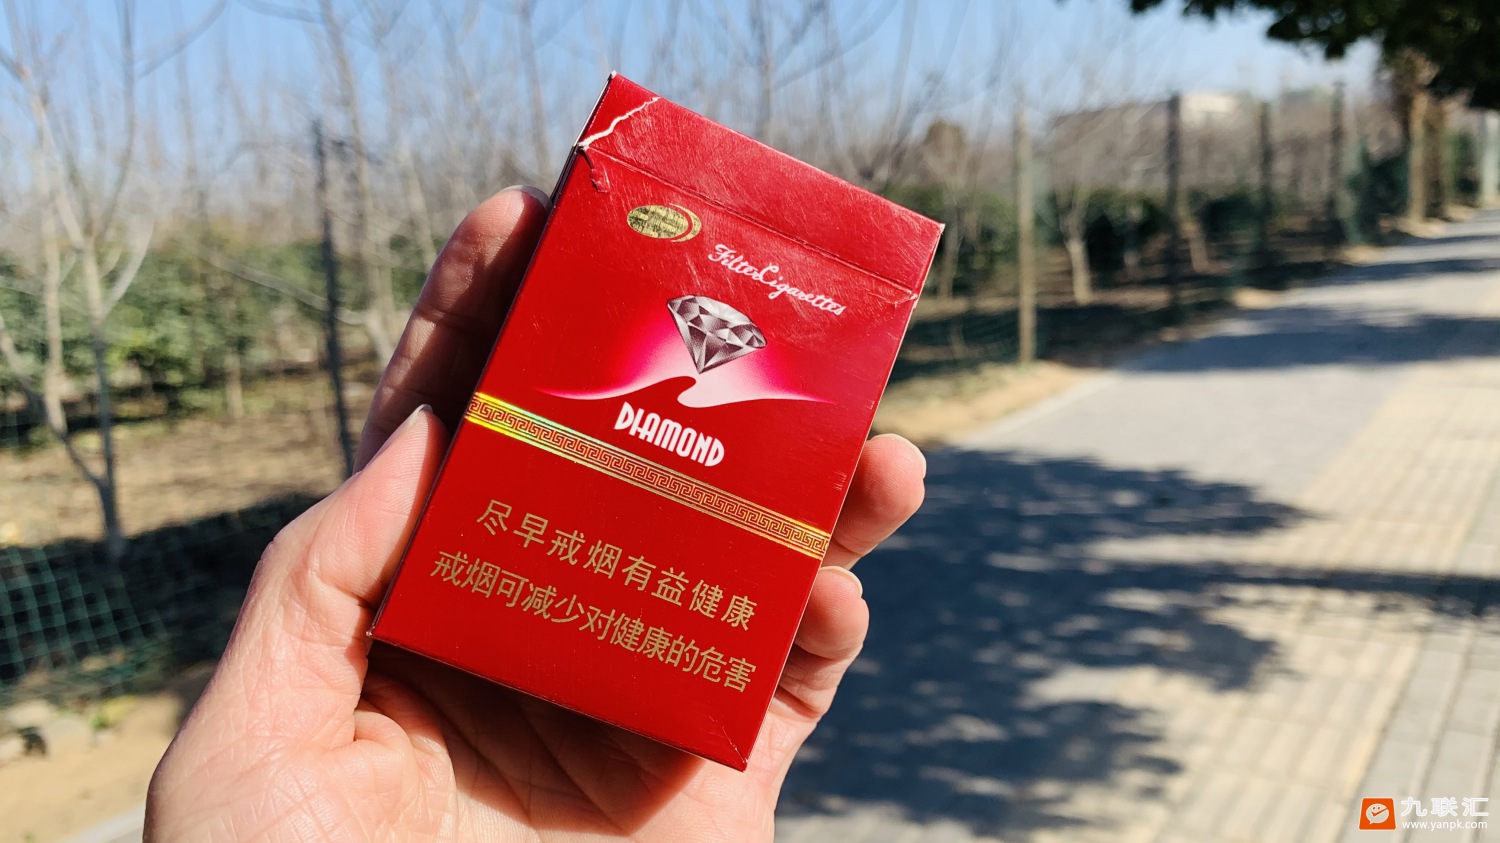 Filter Cigarettes
DIAMOND
尽早戒烟有益健康
戒烟可减少对健康的危害
九联汇
www.yanpk.com